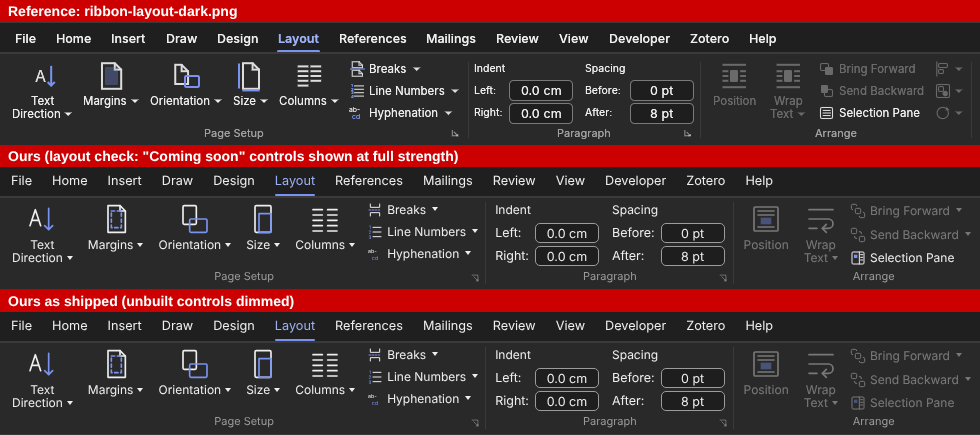 Reference: ribbon-layout-dark.png
File Home Insert Draw Design Layout References Mailings Review View Developer Zotero Help
A Text Direction Margins Orientation Size Columns
Breaks
Line Numbers
ab-cd Hyphenation
Page Setup
Indent Spacing
Left: 0.0 cm Before: 0 pt
Right: 0.0 cm After: 8 pt
Paragraph
Position Wrap Text
Bring Forward
Send Backward
Selection Pane
Arrange
Ours (layout check: "Coming soon" controls shown at full strength)
File Home Insert Draw Design Layout References Mailings Review View Developer Zotero Help
A Text Direction Margins Orientation Size Columns
Breaks
Line Numbers
ab-cd Hyphenation
Page Setup
Indent Spacing
Left: 0.0 cm Before: 0 pt
Right: 0.0 cm After: 8 pt
Paragraph
Position Wrap Text
Bring Forward
Send Backward
Selection Pane
Arrange
Ours as shipped (unbuilt controls dimmed)
File Home Insert Draw Design Layout References Mailings Review View Developer Zotero Help
A Text Direction Margins Orientation Size Columns
Breaks
Line Numbers
ab-cd Hyphenation
Page Setup
Indent Spacing
Left: 0.0 cm Before: 0 pt
Right: 0.0 cm After: 8 pt
Paragraph
Position Wrap Text
Bring Forward
Send Backward
Selection Pane
Arrange